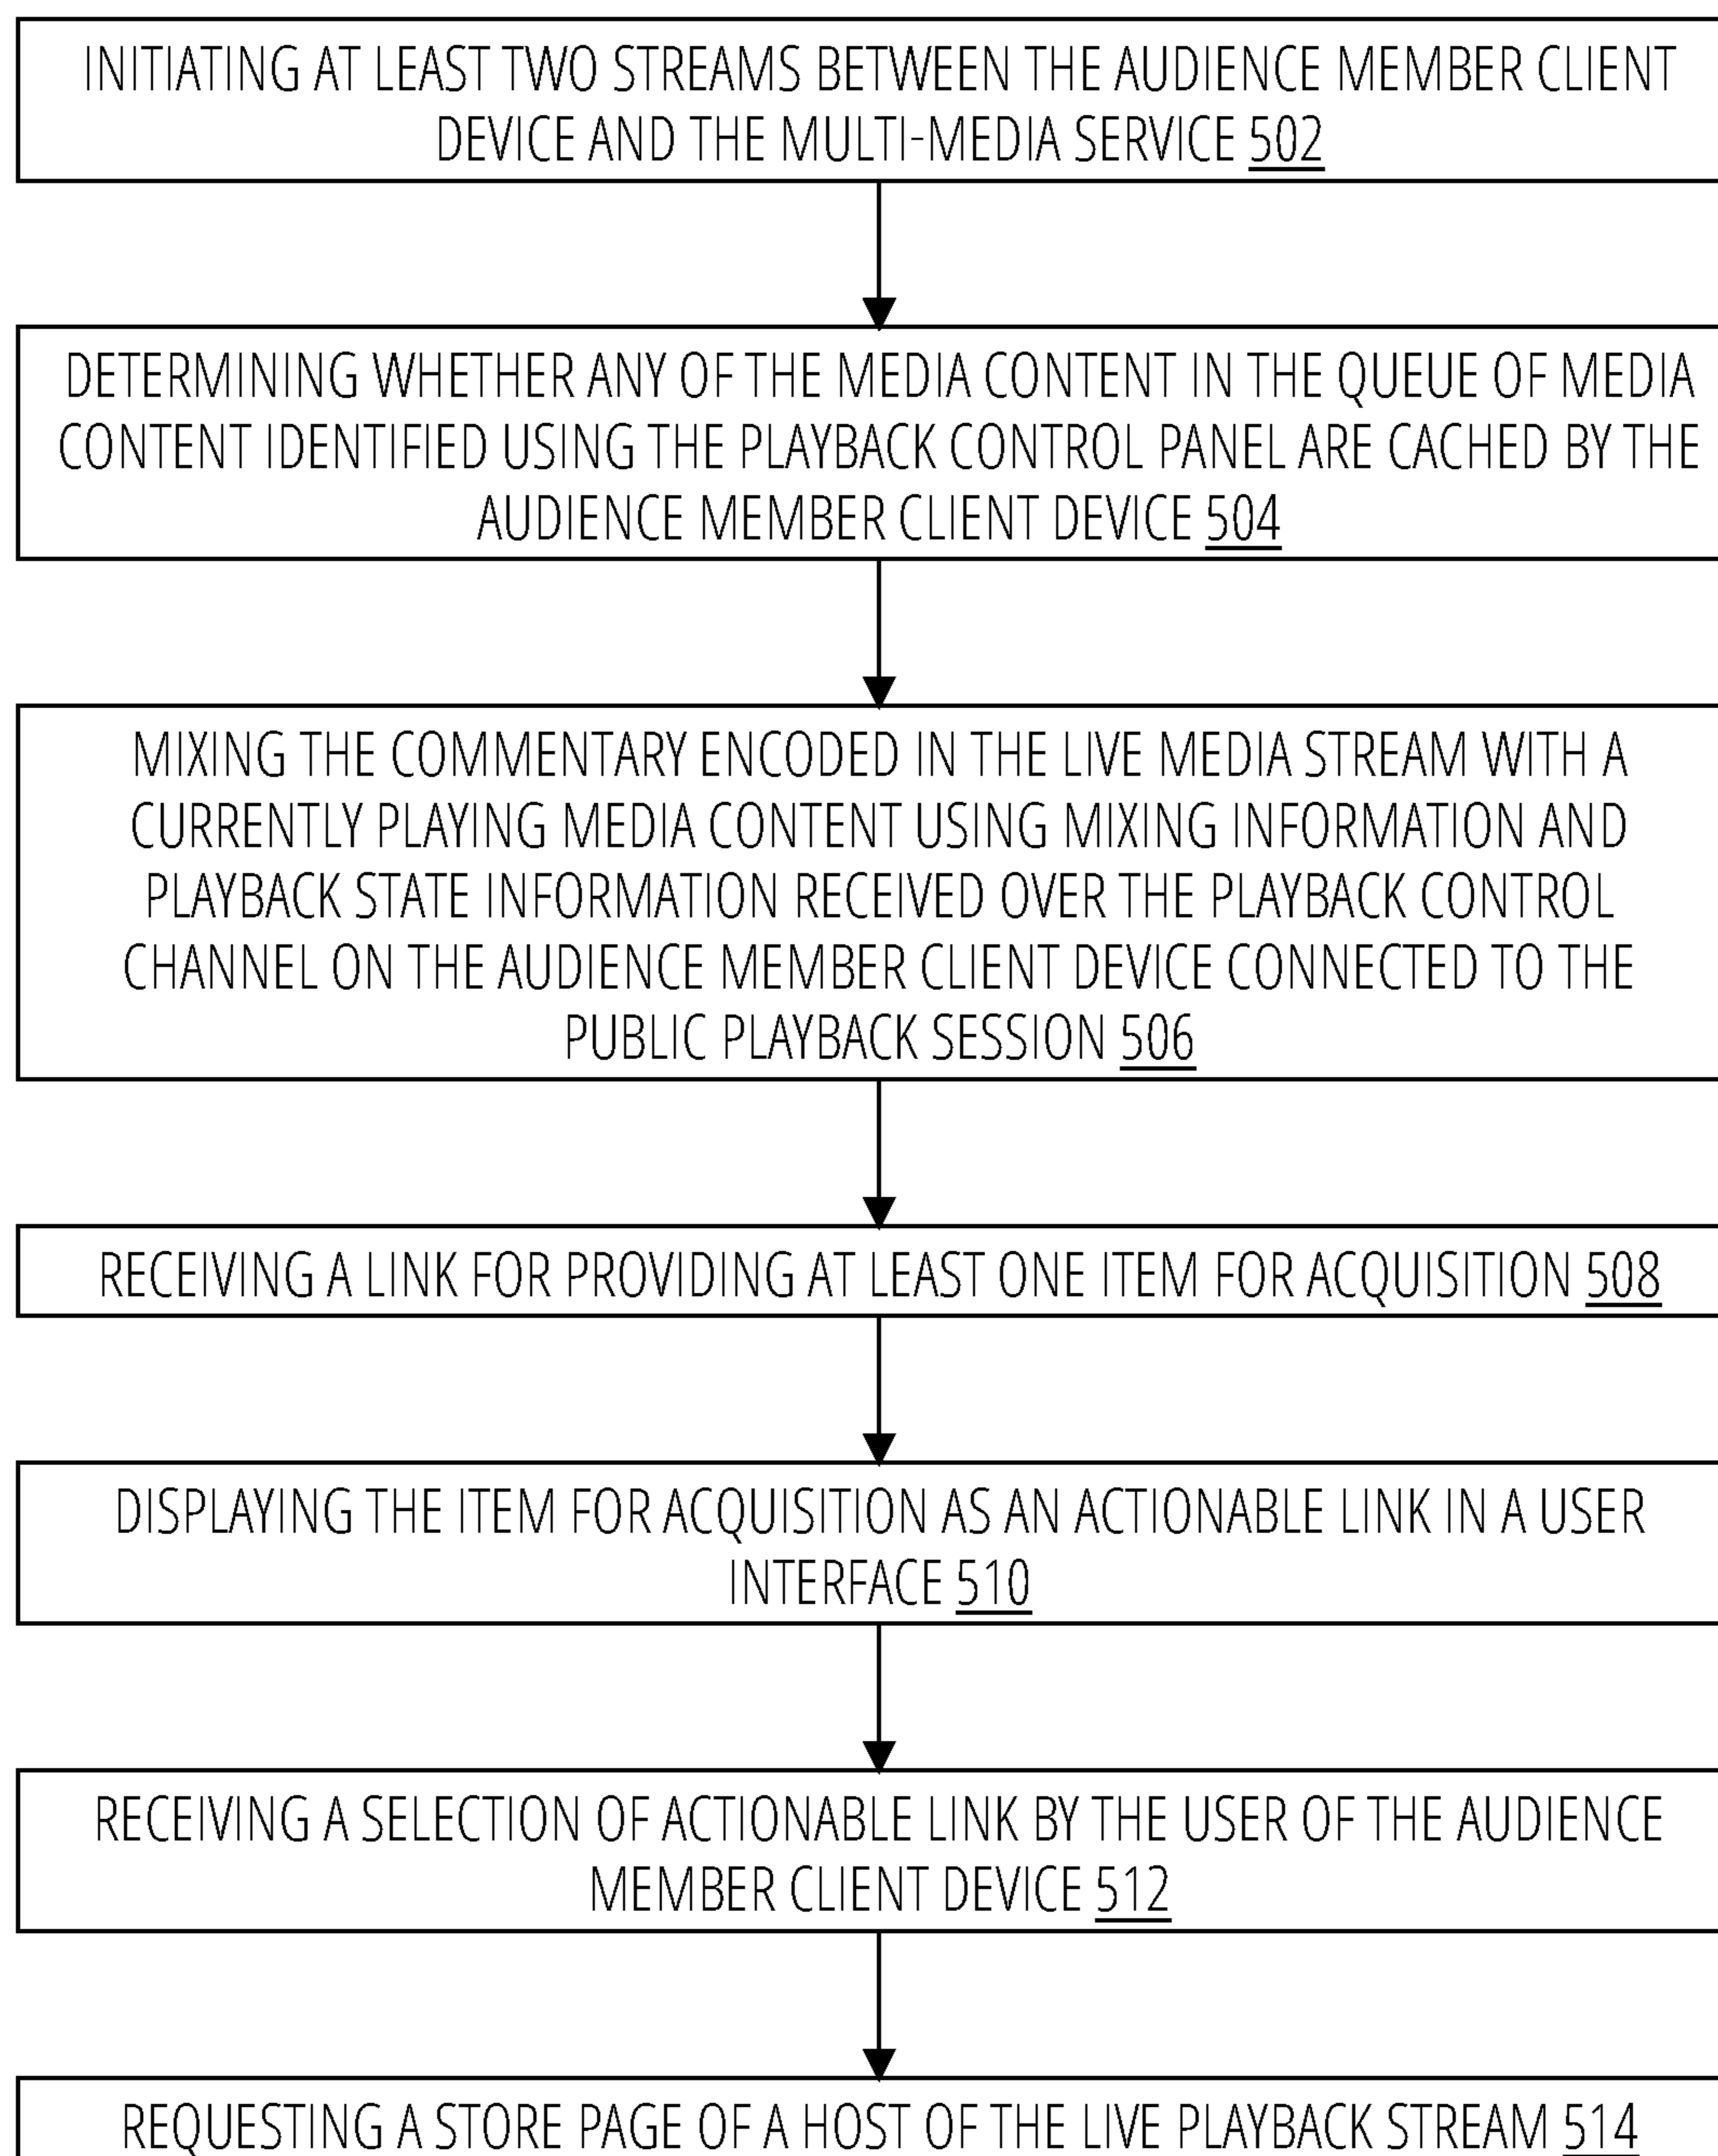 INITIATING AT LEAST TWO STREAMS BETWEEN THE AUDIENCE MEMBER CLIENT
DEVICE AND THE MULTI-MEDIA SERVICE 502
DETERMINING WHETHER ANY OF THE MEDIA CONTENT IN THE QUEUE OF MEDIA
CONTENT IDENTIFIED USING THE PLAYBACK CONTROL PANEL ARE CACHED BY THE
AUDIENCE MEMBER CLIENT DEVICE 504
MIXING THE COMMENTARY ENCODED IN THE LIVE MEDIA STREAM WITH A
CURRENTLY PLAYING MEDIA CONTENT USING MIXING INFORMATION AND
PLAYBACK STATE INFORMATION RECEIVED OVER THE PLAYBACK CONTROL
CHANNEL ON THE AUDIENCE MEMBER CLIENT DEVICE CONNECTED TO THE
PUBLIC PLAYBACK SESSION 506
RECEIVING A LINK FOR PROVIDING AT LEAST ONE ITEM FOR ACQUISITION 508
DISPLAYING THE ITEM FOR ACQUISITION AS AN ACTIONABLE LINK IN A USER
INTERFACE 510
RECEIVING A SELECTION OF ACTIONABLE LINK BY THE USER OF THE AUDIENCE
MEMBER CLIENT DEVICE 512
REQUESTING A STORE PAGE OF A HOST OF THE LIVE PLAYBACK STREAM 514